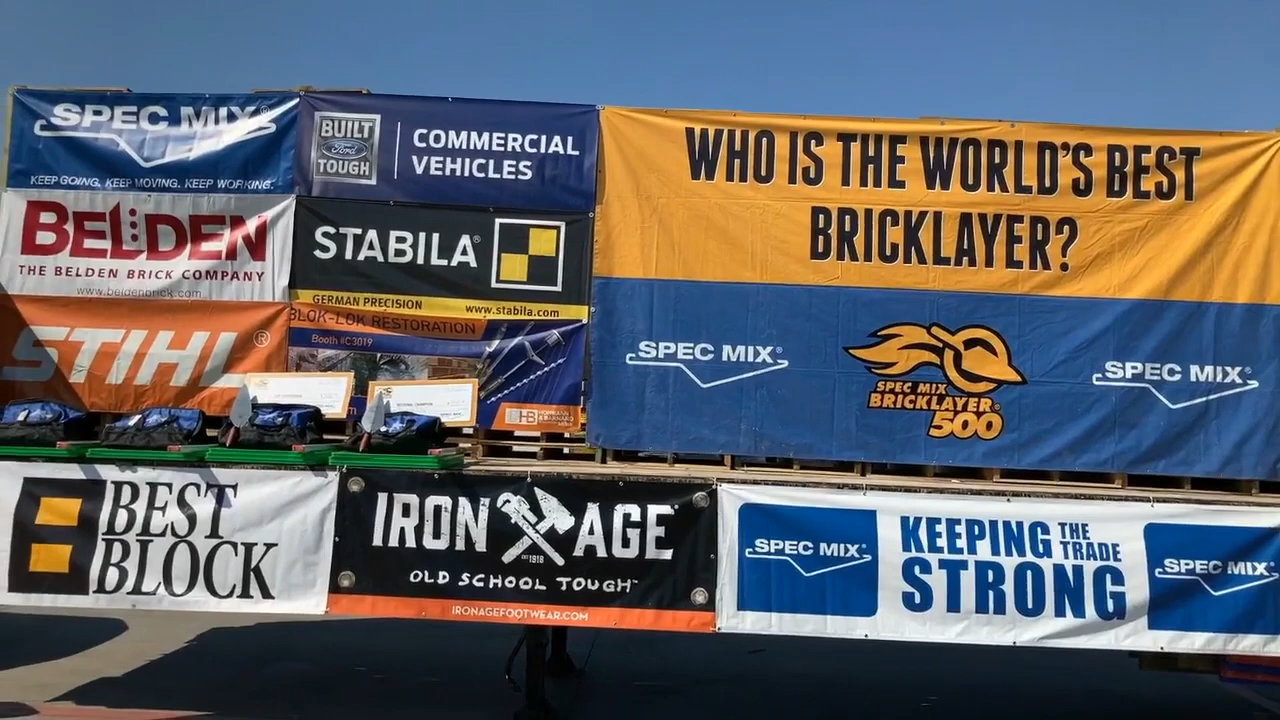 SPEC MIX®
KEEP GOING. KEEP MOVING. KEEP WORKING.
BUILT
Ford
TOUGH
COMMERCIAL
VEHICLES
WHO IS THE WORLD'S BEST
BRICKLAYER?
BELDEN
THE BELDEN BRICK COMPANY
www.beldenbrick.com
STABILA®
GERMAN PRECISION
www.stabila.com
STIHL®
BLOK-LOK RESTORATION
Booth #C3019
HB
SPEC MIX®
SPEC MIX
BRICKLAYER®
500
SPEC MIX®
BEST
BLOCK
IRON AGE
EST 1918
OLD SCHOOL TOUGH™
IRONAGEFOOTWEAR.COM
SPEC MIX®
KEEPING THE TRADE
STRONG
SPEC MIX®